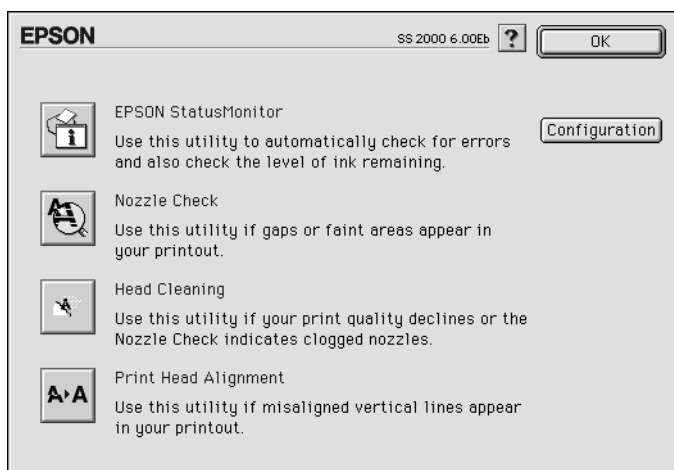 EPSON
SS 2000 6.00Eb
?
OK
EPSON StatusMonitor
Use this utility to automatically check for errors
and also check the level of ink remaining.
Configuration
Nozzle Check
Use this utility if gaps or faint areas appear in
your printout.
Head Cleaning
Use this utility if your print quality declines or the
Nozzle Check indicates clogged nozzles.
Print Head Alignment
Use this utility if misaligned vertical lines appear
in your printout.